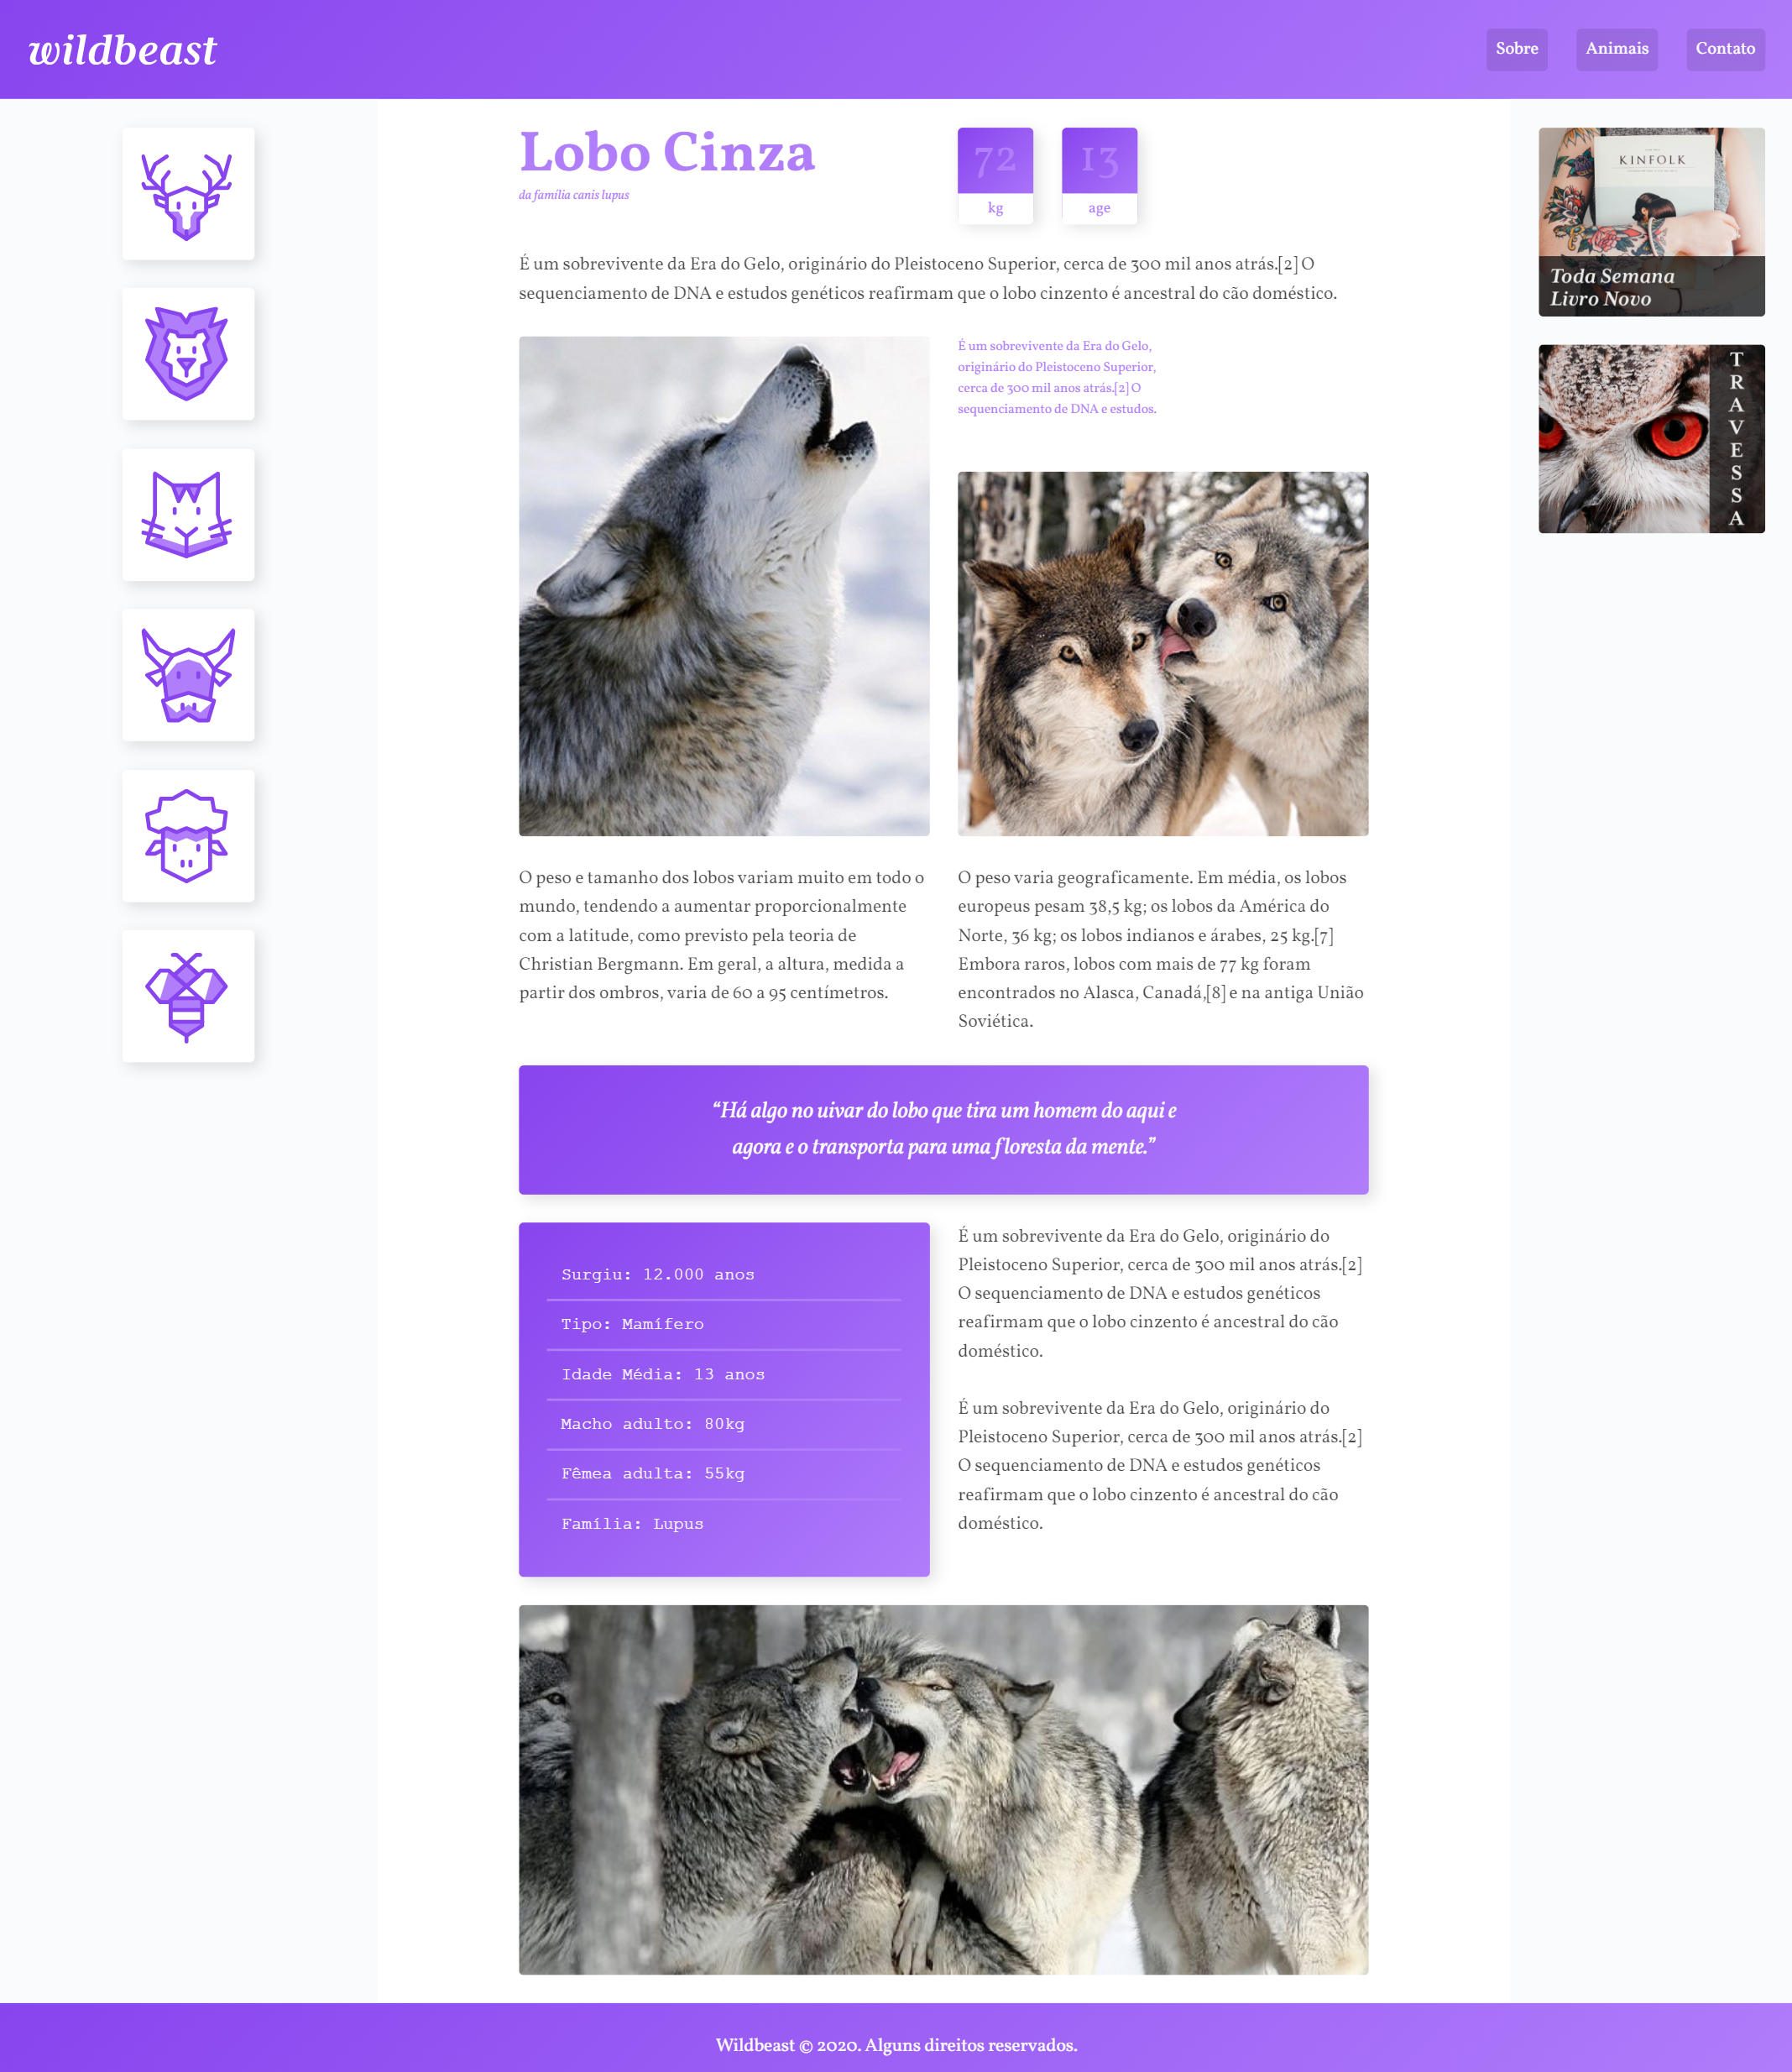 wildbeast
Sobre
Animais
Contato
Lobo Cinza
da família canis lupus
72
kg
13
age
É um sobrevivente da Era do Gelo, originário do Pleistoceno Superior, cerca de 300 mil anos atrás.[2] O
sequenciamento de DNA e estudos genéticos reafirmam que o lobo cinzento é ancestral do cão doméstico.
É um sobrevivente da Era do Gelo,
originário do Pleistoceno Superior,
cerca de 300 mil anos atrás.[2] O
sequenciamento de DNA e estudos.
O peso e tamanho dos lobos variam muito em todo o
mundo, tendendo a aumentar proporcionalmente
com a latitude, como previsto pela teoria de
Christian Bergmann. Em geral, a altura, medida a
partir dos ombros, varia de 60 a 95 centímetros.
O peso varia geograficamente. Em média, os lobos
europeus pesam 38,5 kg; os lobos da América do
Norte, 36 kg; os lobos indianos e árabes, 25 kg.[7]
Embora raros, lobos com mais de 77 kg foram
encontrados no Alasca, Canadá,[8] e na antiga União
Soviética.
“Há algo no uivar do lobo que tira um homem do aqui e
agora e o transporta para uma floresta da mente.”
Surgiu: 12.000 anos
Tipo: Mamífero
Idade Média: 13 anos
Macho adulto: 80kg
Fêmea adulta: 55kg
Família: Lupus
É um sobrevivente da Era do Gelo, originário do
Pleistoceno Superior, cerca de 300 mil anos atrás.[2]
O sequenciamento de DNA e estudos genéticos
reafirmam que o lobo cinzento é ancestral do cão
doméstico.
É um sobrevivente da Era do Gelo, originário do
Pleistoceno Superior, cerca de 300 mil anos atrás.[2]
O sequenciamento de DNA e estudos genéticos
reafirmam que o lobo cinzento é ancestral do cão
doméstico.
KINFOLK
Toda Semana
Livro Novo
TRAVESSA
Wildbeast © 2020. Alguns direitos reservados.